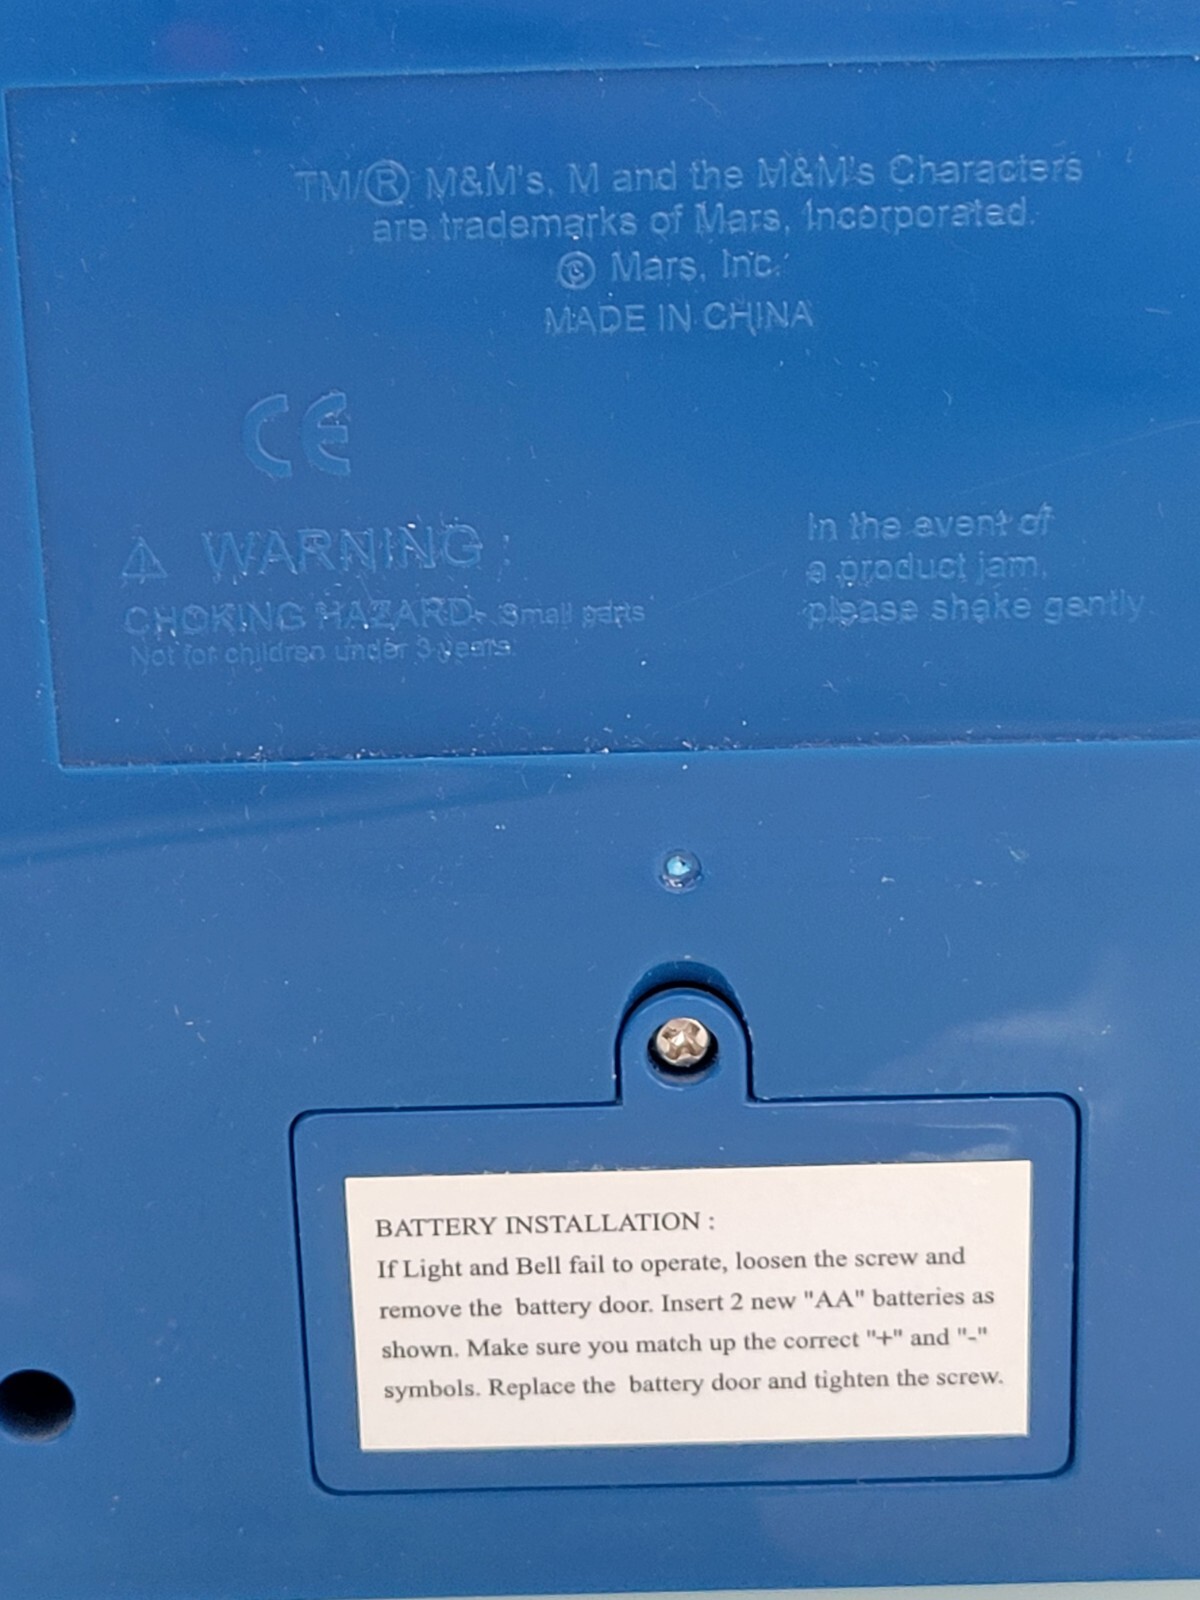 TM/® M&M's, M and the M&M's Characters
are trademarks of Mars, Incorporated.
© Mars, Inc.
MADE IN CHINA
CE
⚠ WARNING :
CHOKING HAZARD- Small parts
Not for children under 3 years.
In the event of
a product jam,
please shake gently
BATTERY INSTALLATION :
If Light and Bell fail to operate, loosen the screw and
remove the battery door. Insert 2 new "AA" batteries as
shown. Make sure you match up the correct "+" and "-"
symbols. Replace the battery door and tighten the screw.